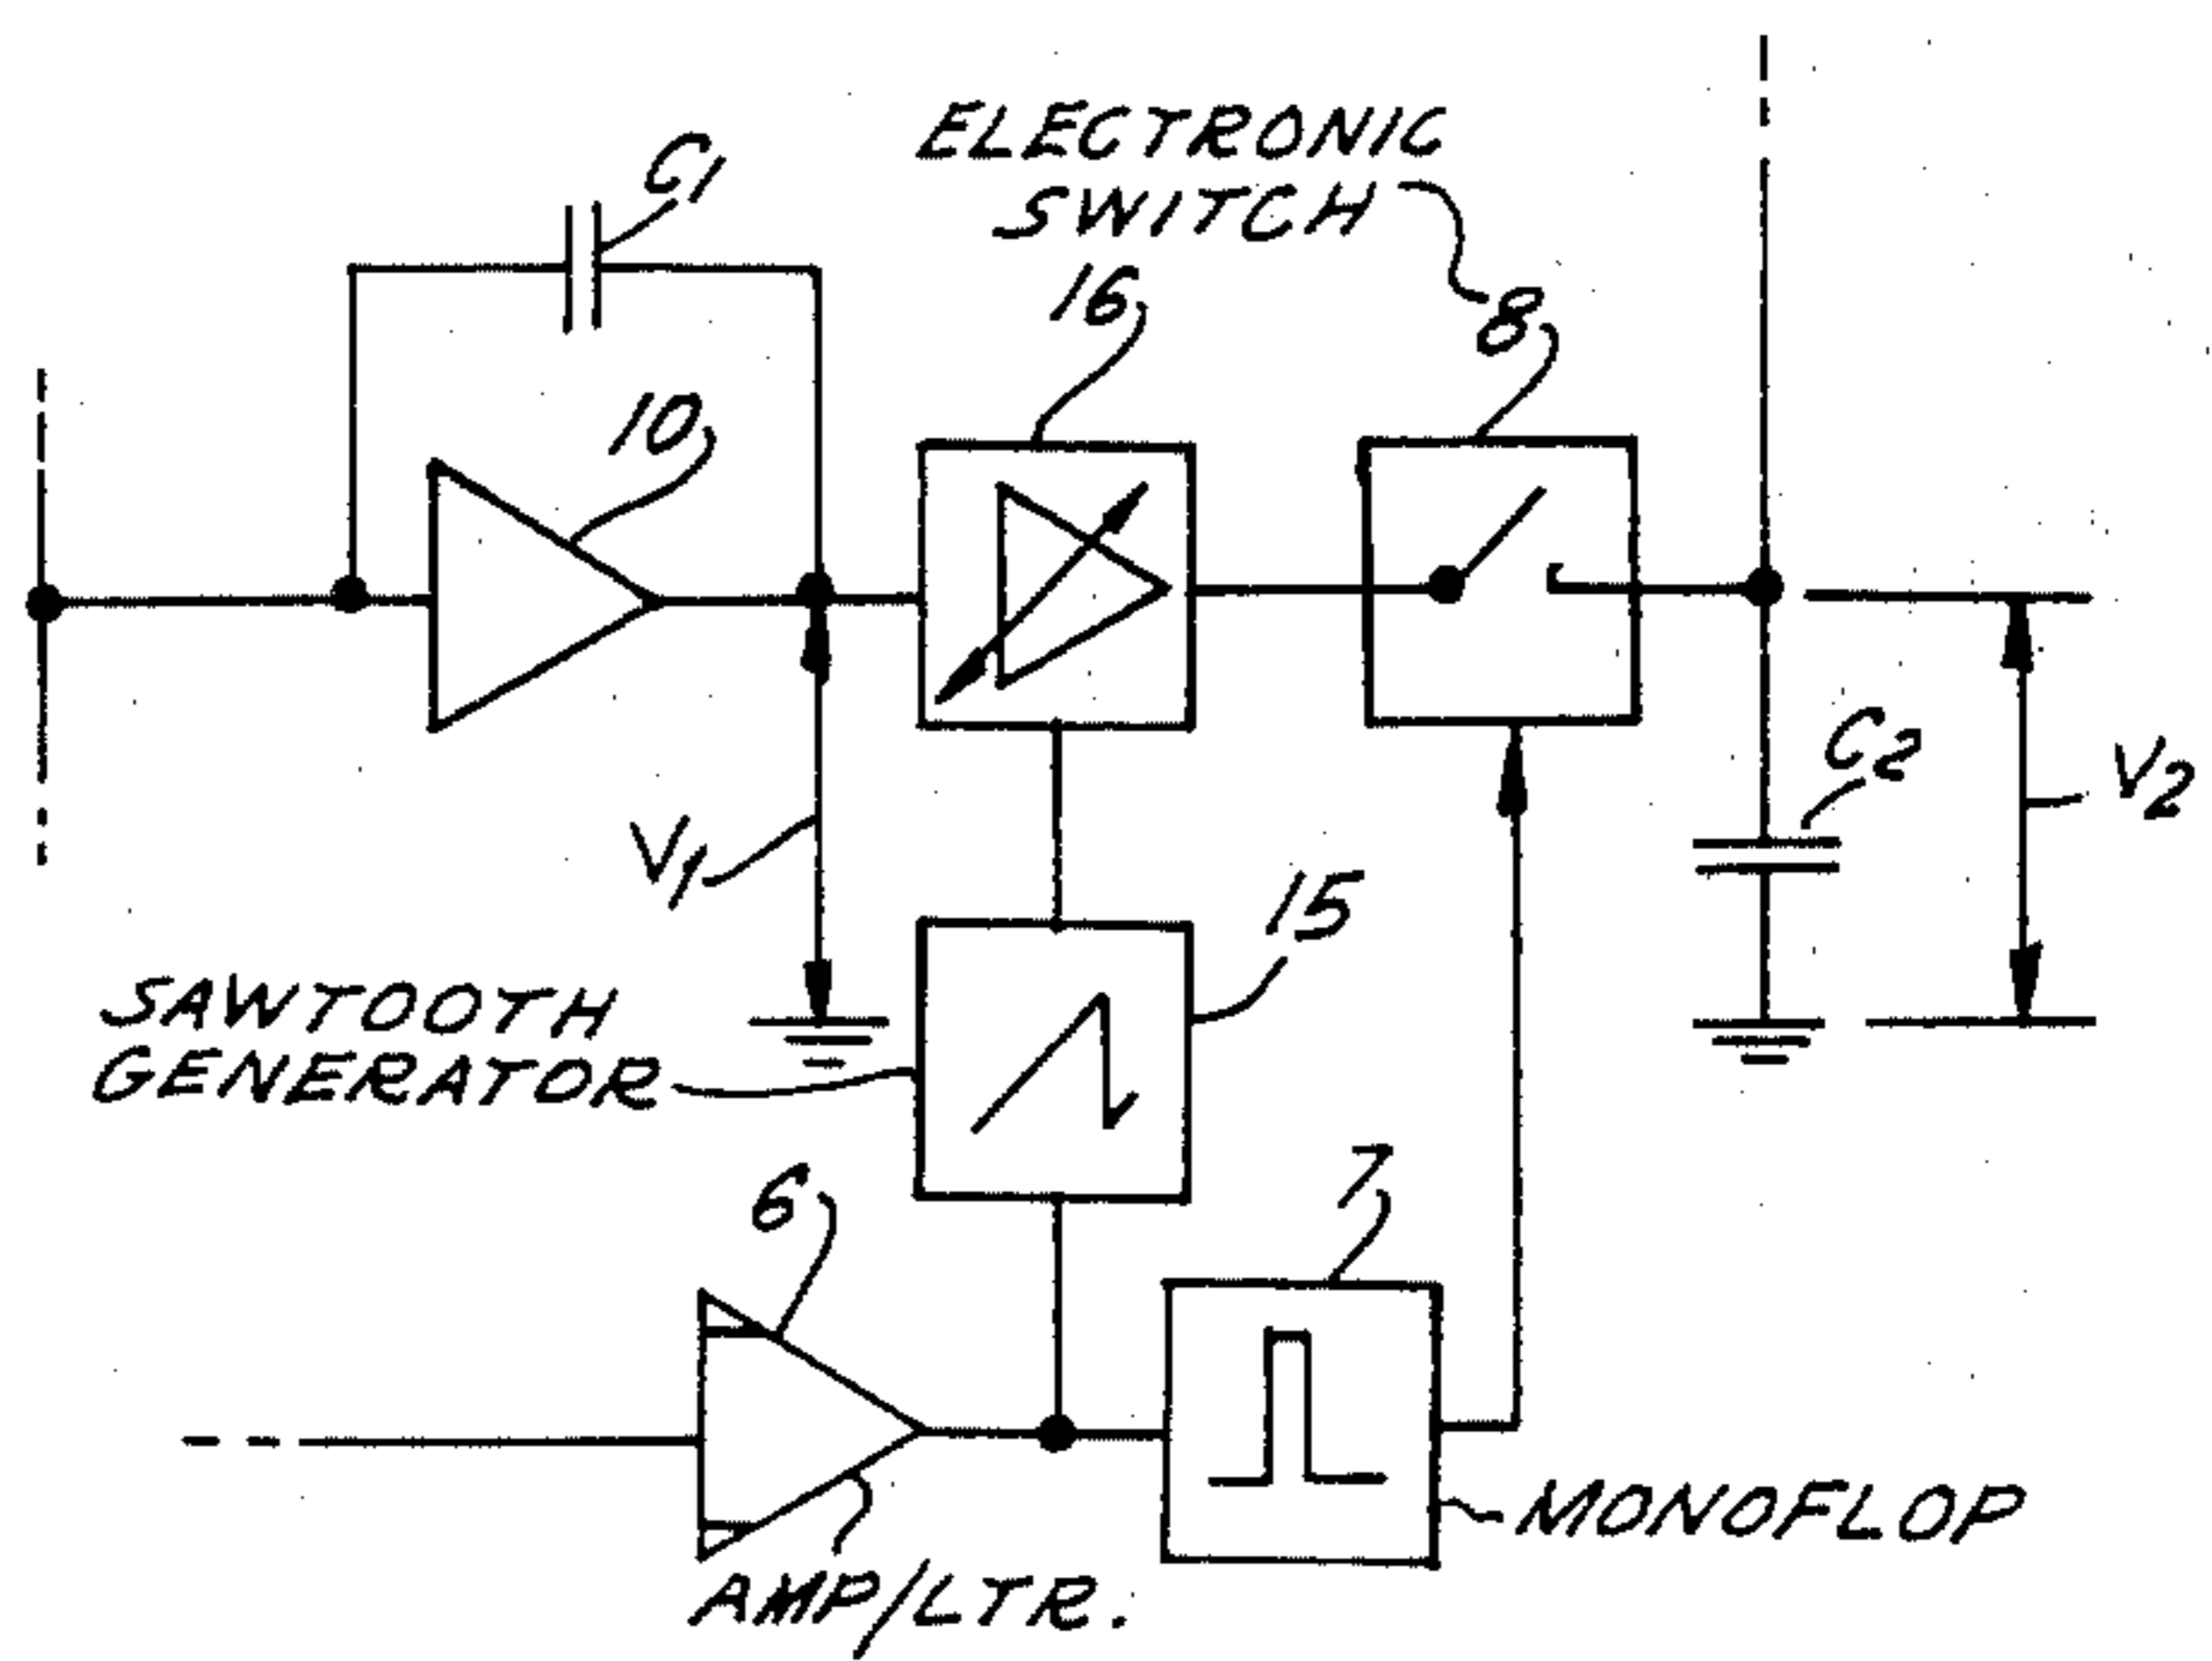 C1
ELECTRONIC
SWITCH
16
8
10
C2
V2
V1
15
SAWTOOTH
GENERATOR
7
6
MONOFLOP
AMP/LTR.